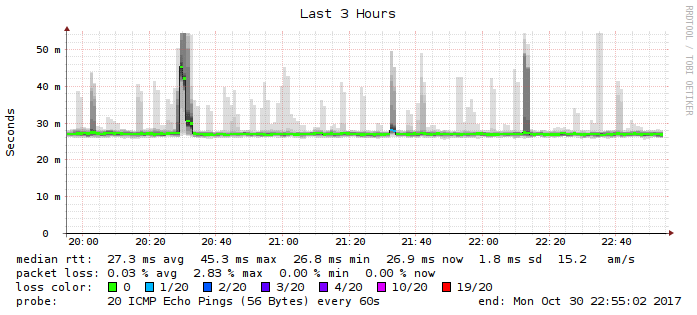 Last 3 Hours
RRDTOOL / TOBI OETIKER
Seconds
50 m
40 m
30 m
20 m
10 m
0
20:00 20:20 20:40 21:00 21:20 21:40 22:00 22:20 22:40
median rtt: 27.3 ms avg 45.3 ms max 26.8 ms min 26.9 ms now 1.8 ms sd 15.2 am/s
packet loss: 0.03 % avg 2.83 % max 0.00 % min 0.00 % now
loss color: 0 1/20 2/20 3/20 4/20 10/20 19/20
probe: 20 ICMP Echo Pings (56 Bytes) every 60s end: Mon Oct 30 22:55:02 2017